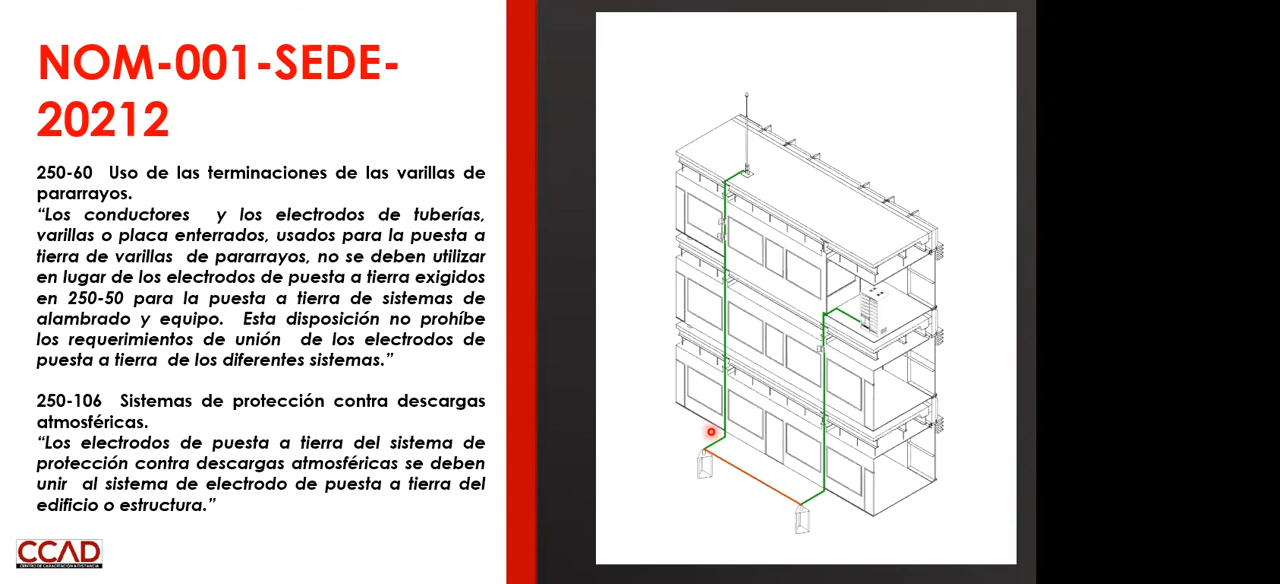 NOM-001-SEDE-
20212
250-60 Uso de las terminaciones de las varillas de
pararrayos.
“Los conductores y los electrodos de tuberías,
varillas o placa enterrados, usados para la puesta a
tierra de varillas de pararrayos, no se deben utilizar
en lugar de los electrodos de puesta a tierra exigidos
en 250-50 para la puesta a tierra de sistemas de
alambrado y equipo. Esta disposición no prohíbe
los requerimientos de unión de los electrodos de
puesta a tierra de los diferentes sistemas.”
250-106 Sistemas de protección contra descargas
atmosféricas.
“Los electrodos de puesta a tierra del sistema de
protección contra descargas atmosféricas se deben
unir al sistema de electrodo de puesta a tierra del
edificio o estructura.”
CCAD
CENTRO DE CAPACITACIÓN A DISTANCIA